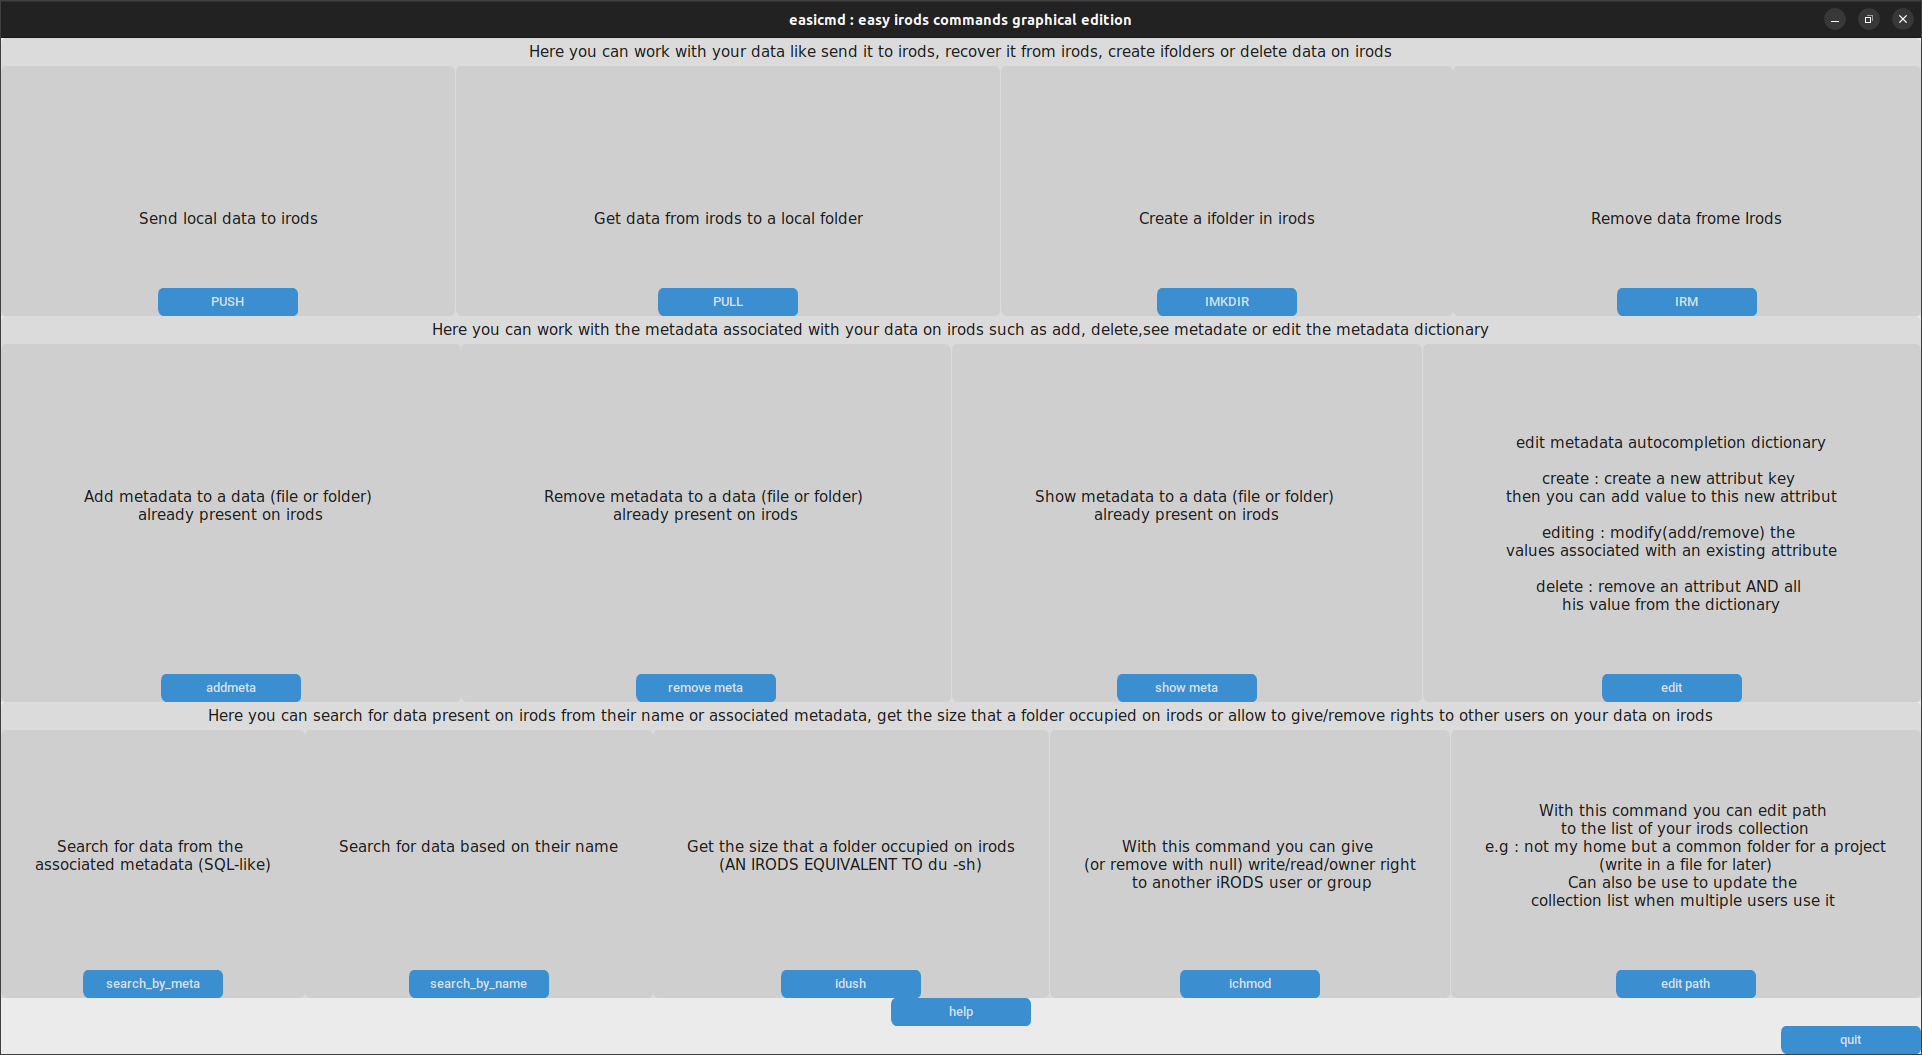 easicmd : easy irods commands graphical edition
Here you can work with your data like send it to irods, recover it from irods, create ifolders or delete data on irods
Send local data to irods
PUSH
Get data from irods to a local folder
PULL
Create a ifolder in irods
IMKDIR
Remove data frome Irods
IRM
Here you can work with the metadata associated with your data on irods such as add, delete,see metadate or edit the metadata dictionary
Add metadata to a data (file or folder)
already present on irods
addmeta
Remove metadata to a data (file or folder)
already present on irods
remove meta
Show metadata to a data (file or folder)
already present on irods
show meta
edit metadata autocompletion dictionary
create : create a new attribut key
then you can add value to this new attribut
editing : modify(add/remove) the
values associated with an existing attribute
delete : remove an attribut AND all
his value from the dictionary
edit
Here you can search for data present on irods from their name or associated metadata, get the size that a folder occupied on irods or allow to give/remove rights to other users on your data on irods
Search for data from the
associated metadata (SQL-like)
search_by_meta
Search for data based on their name
search_by_name
Get the size that a folder occupied on irods
(AN IRODS EQUIVALENT TO du -sh)
idush
With this command you can give
(or remove with null) write/read/owner right
to another iRODS user or group
ichmod
With this command you can edit path
to the list of your irods collection
e.g : not my home but a common folder for a project
(write in a file for later)
Can also be use to update the
collection list when multiple users use it
edit path
help
quit